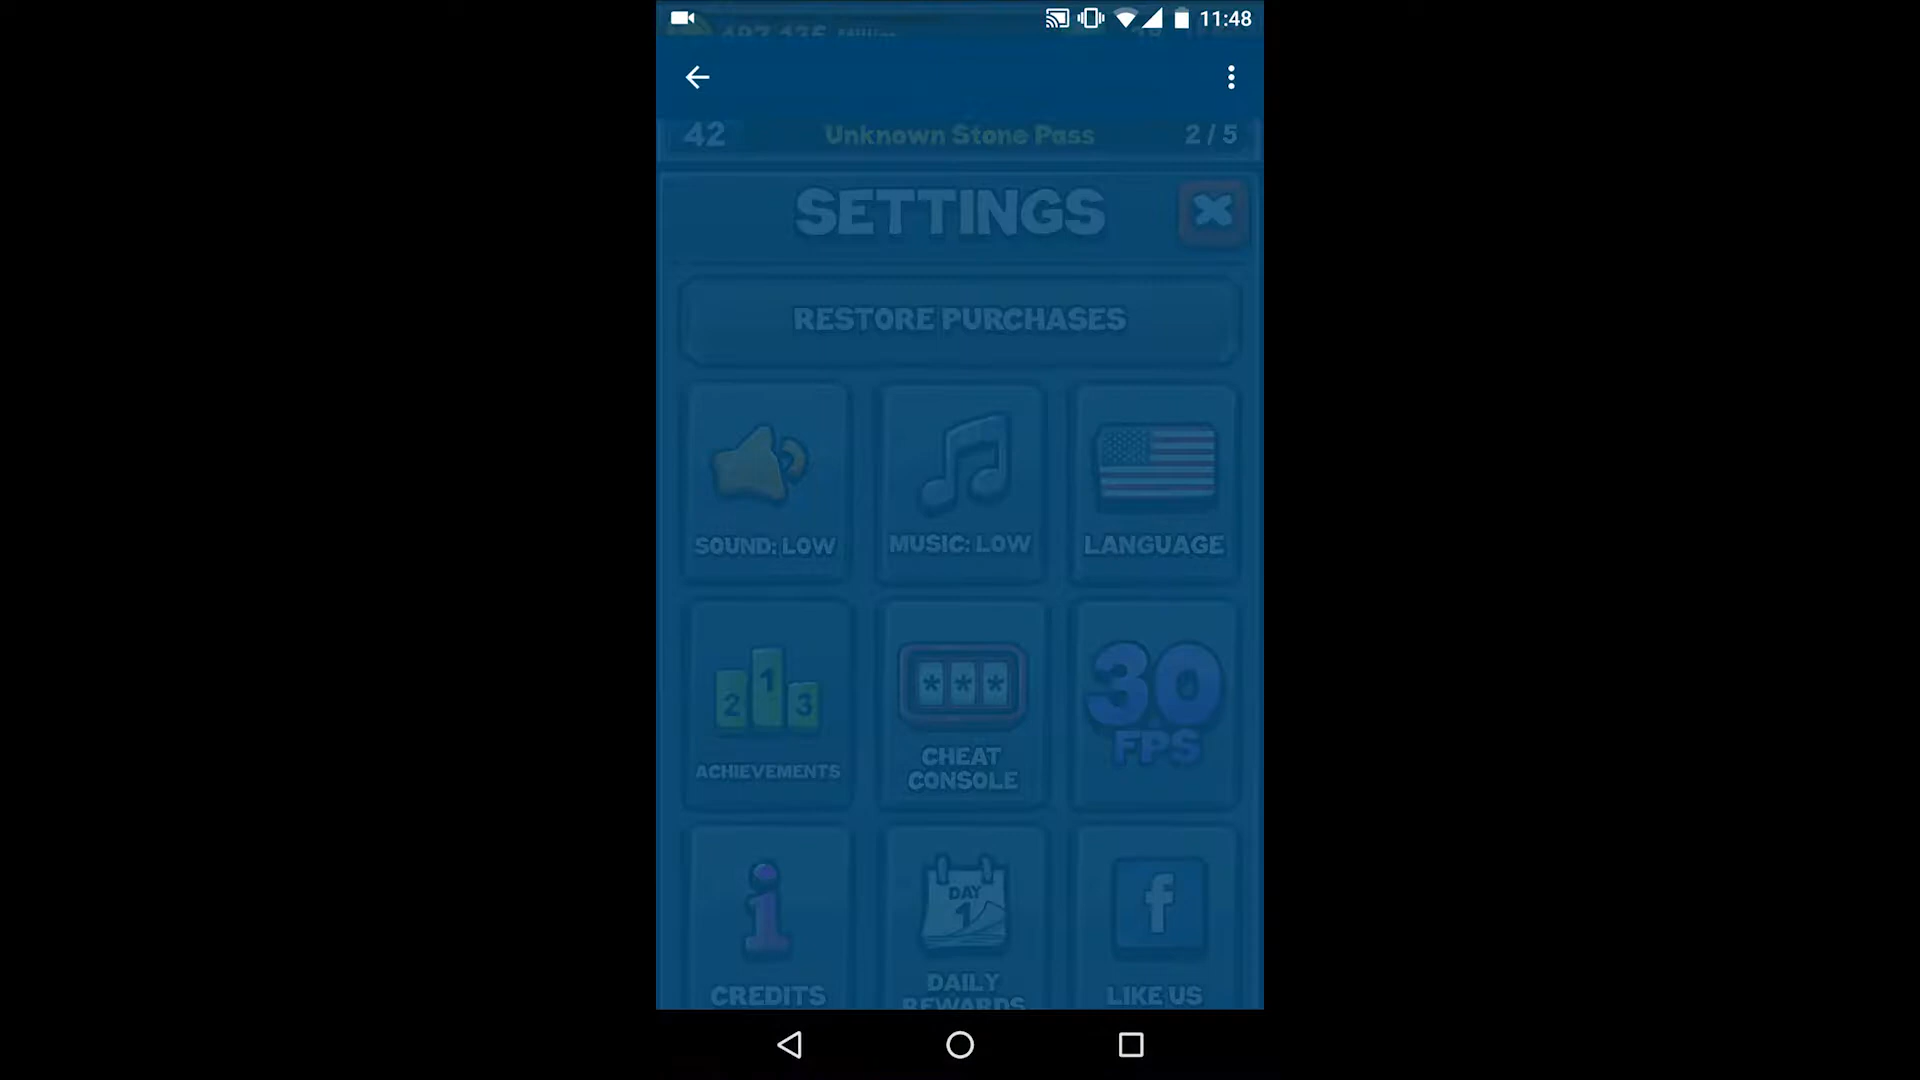 11:48
42 Unknown Stone Pass 2 / 5
SETTINGS
RESTORE PURCHASES
SOUND: LOW MUSIC: LOW LANGUAGE
2 1 3
***
30
FPS
ACHIEVEMENTS
CHEAT
CONSOLE
DAY
1
f
CREDITS
DAILY
REWARDS
LIKE US